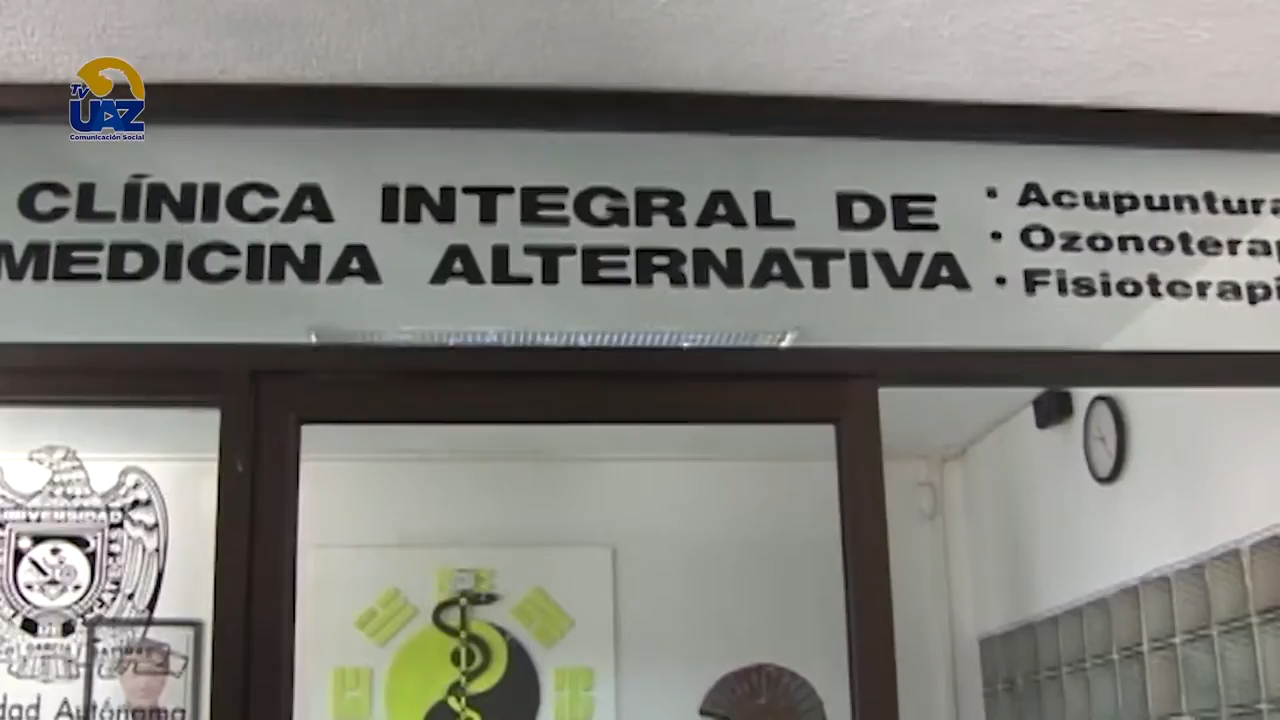 Tv
UAZ
Comunicación Social
CLÍNICA INTEGRAL DE
MEDICINA ALTERNATIVA
• Acupuntura
• Ozonoterap
• Fisioterapi
UNIVERSIDAD
dad Autónoma